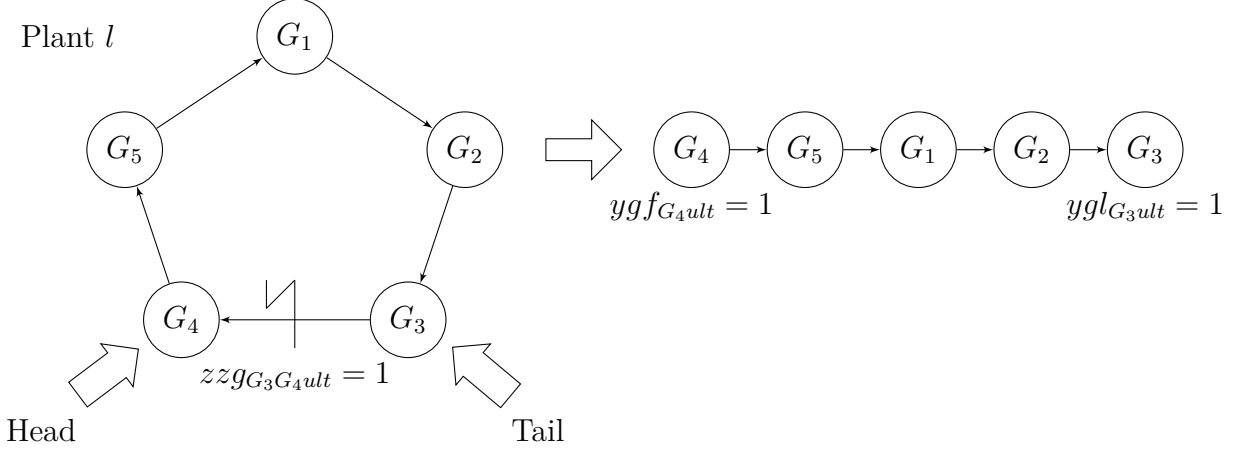 Plant l
G₁
G₅
G₂
G₄
G₃
zzg_{G₃G₄ult} = 1
Head
Tail
G₄
G₅
G₁
G₂
G₃
ygf_{G₄ult} = 1
ygl_{G₃ult} = 1